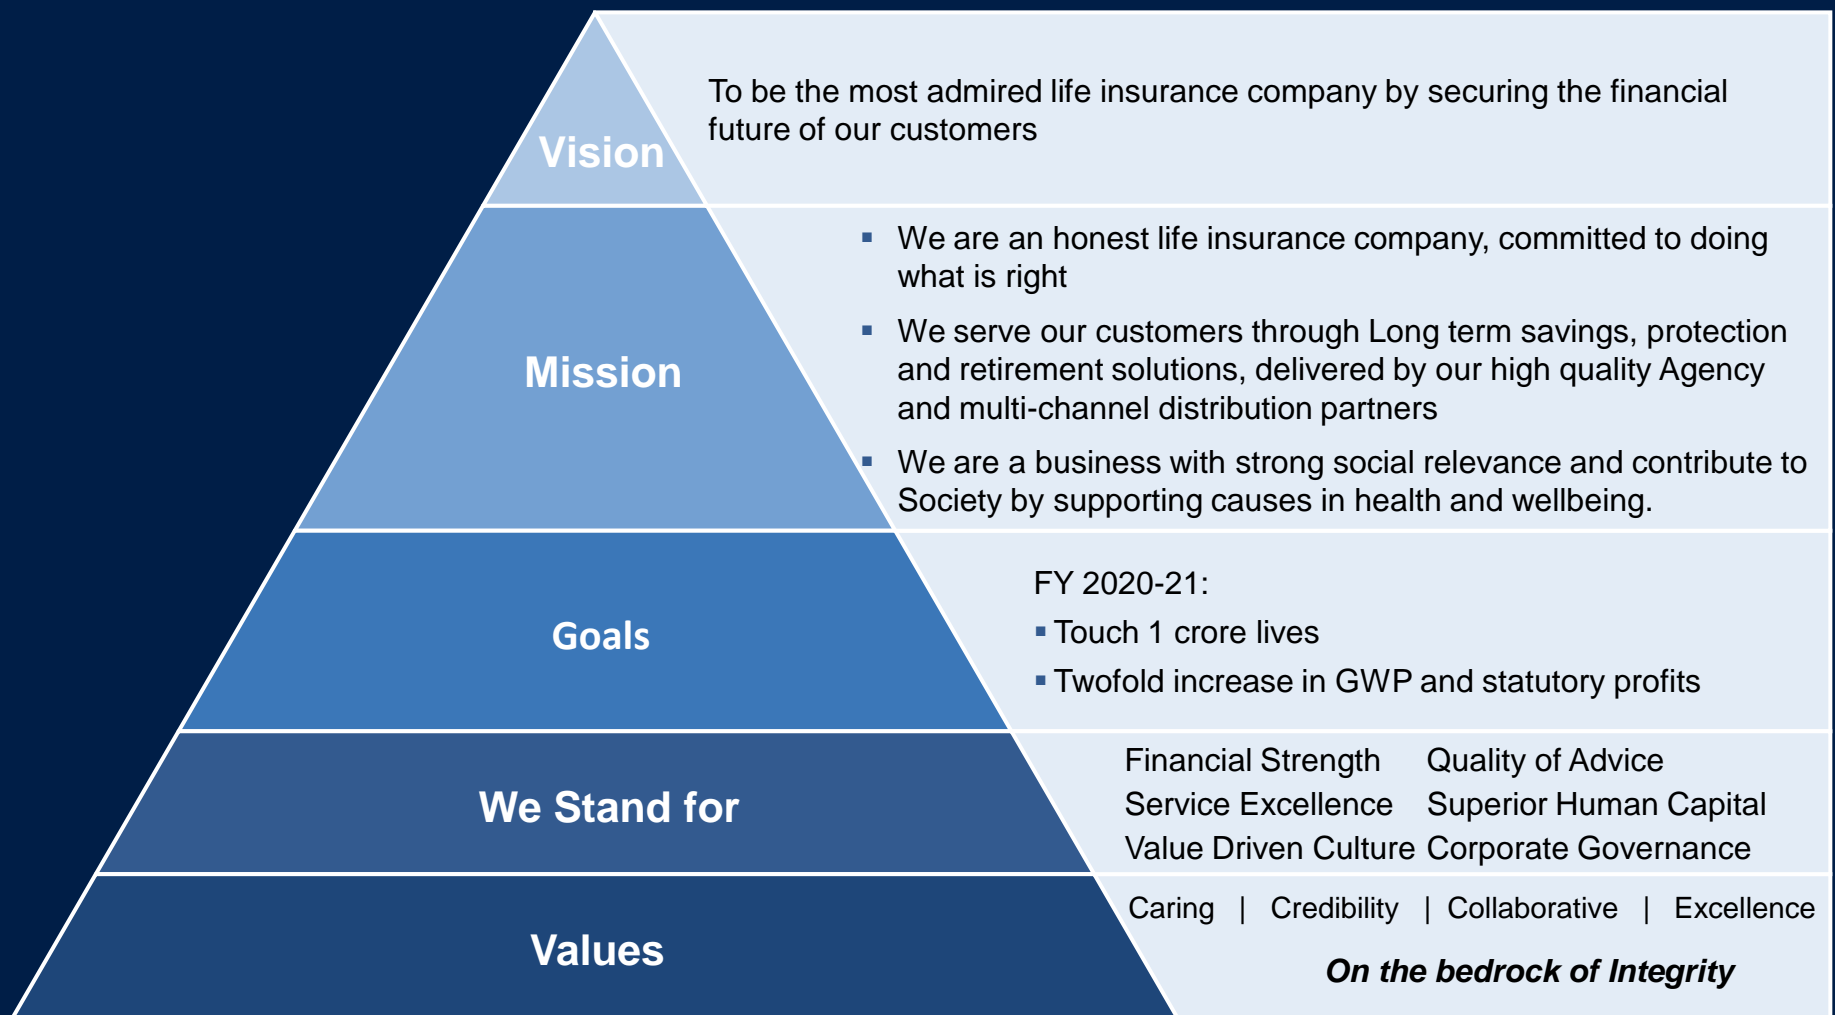 Vision
To be the most admired life insurance company by securing the financial
future of our customers
Mission
▪ We are an honest life insurance company, committed to doing
what is right
▪ We serve our customers through Long term savings, protection
and retirement solutions, delivered by our high quality Agency
and multi-channel distribution partners
▪ We are a business with strong social relevance and contribute to
Society by supporting causes in health and wellbeing.
Goals
FY 2020-21:
▪ Touch 1 crore lives
▪ Twofold increase in GWP and statutory profits
We Stand for
Financial Strength Quality of Advice
Service Excellence Superior Human Capital
Value Driven Culture Corporate Governance
Values
Caring | Credibility | Collaborative | Excellence
On the bedrock of Integrity